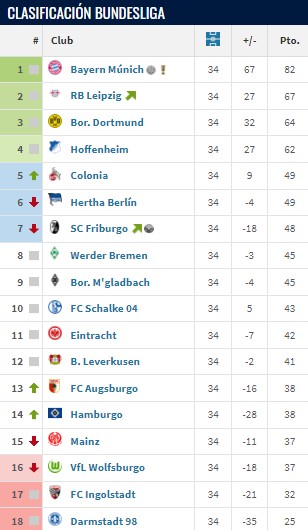 CLASIFICACIÓN BUNDESLIGA
# Club +/- Pto.
1 Bayern Múnich 34 67 82
2 RB Leipzig 34 27 67
3 Bor. Dortmund 34 32 64
4 Hoffenheim 34 27 62
5 Colonia 34 9 49
6 Hertha Berlín 34 -4 49
7 SC Friburgo 34 -18 48
8 Werder Bremen 34 -3 45
9 Bor. M'gladbach 34 -4 45
10 FC Schalke 04 34 5 43
11 Eintracht 34 -7 42
12 B. Leverkusen 34 -2 41
13 FC Augsburgo 34 -16 38
14 Hamburgo 34 -28 38
15 Mainz 34 -11 37
16 VfL Wolfsburgo 34 -18 37
17 FC Ingolstadt 34 -21 32
18 Darmstadt 98 34 -35 25